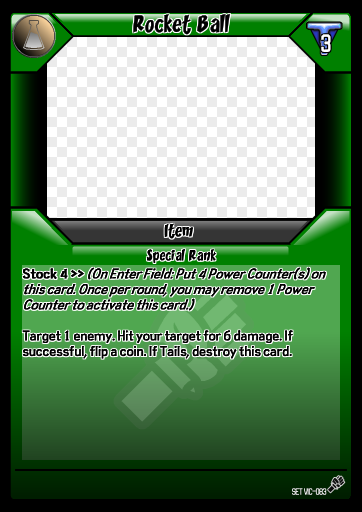 Rocket Ball
3
Item
Special Rank
Stock 4 >> (On Enter Field: Put 4 Power Counter(s) on
this card. Once per round, you may remove 1 Power
Counter to activate this card.)
Target 1 enemy. Hit your target for 6 damage. If
successful, flip a coin. If Tails, destroy this card.
SET VIC-083